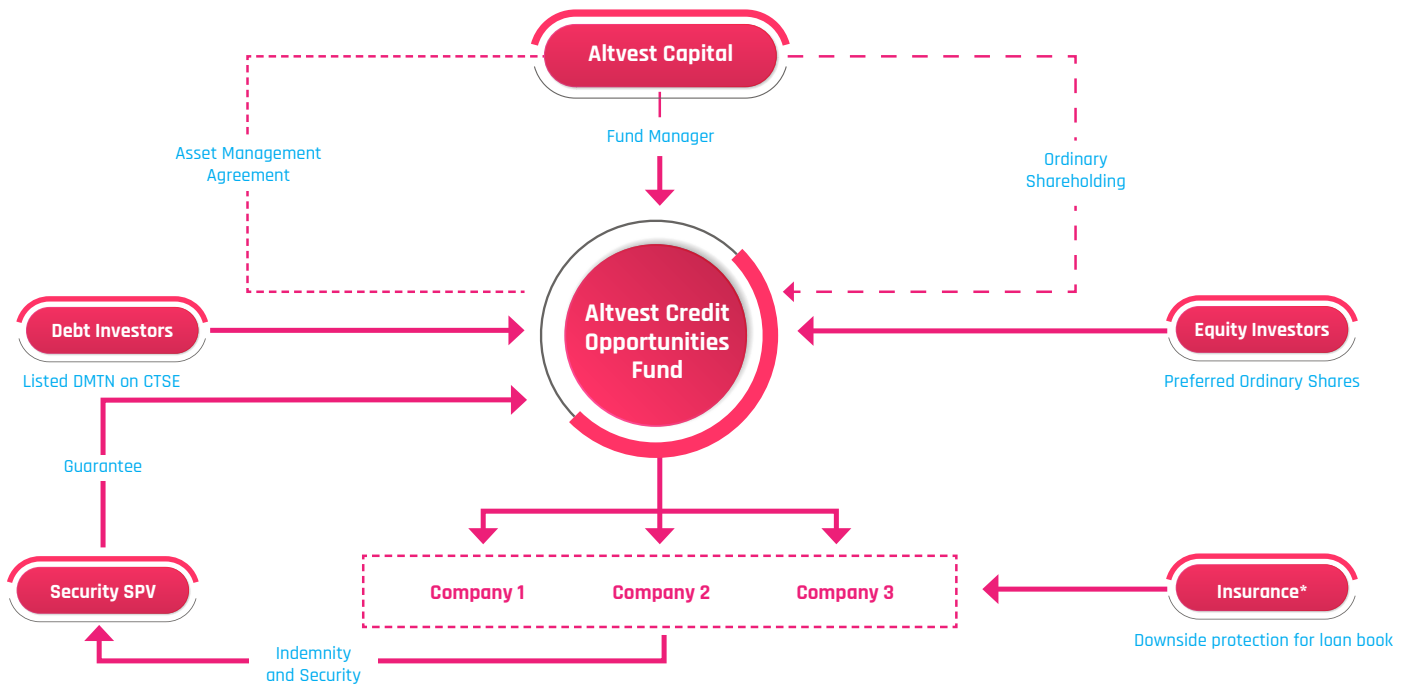 Altvest Capital
Fund Manager
Asset Management
Agreement
Ordinary
Shareholding
Debt Investors
Listed DMTN on CTSE
Altvest Credit
Opportunities
Fund
Equity Investors
Preferred Ordinary Shares
Guarantee
Security SPV
Company 1
Company 2
Company 3
Insurance*
Downside protection for loan book
Indemnity
and Security